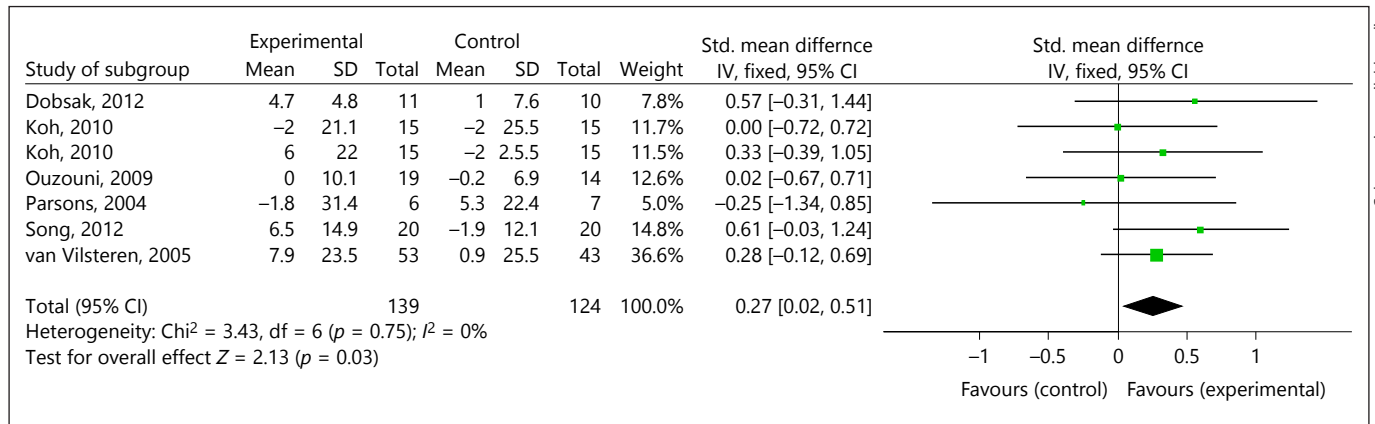 Experimental Control Std. mean differnce Std. mean differnce
Study of subgroup Mean SD Total Mean SD Total Weight IV, fixed, 95% CI IV, fixed, 95% CI
Dobsak, 2012 4.7 4.8 11 1 7.6 10 7.8% 0.57 [–0.31, 1.44]
Koh, 2010 –2 21.1 15 –2 25.5 15 11.7% 0.00 [–0.72, 0.72]
Koh, 2010 6 22 15 –2 2.5.5 15 11.5% 0.33 [–0.39, 1.05]
Ouzouni, 2009 0 10.1 19 –0.2 6.9 14 12.6% 0.02 [–0.67, 0.71]
Parsons, 2004 –1.8 31.4 6 5.3 22.4 7 5.0% –0.25 [–1.34, 0.85]
Song, 2012 6.5 14.9 20 –1.9 12.1 20 14.8% 0.61 [–0.03, 1.24]
van Vilsteren, 2005 7.9 23.5 53 0.9 25.5 43 36.6% 0.28 [–0.12, 0.69]
Total (95% CI) 139 124 100.0% 0.27 [0.02, 0.51]
Heterogeneity: Chi² = 3.43, df = 6 (p = 0.75); I² = 0%
Test for overall effect Z = 2.13 (p = 0.03)
–1 –0.5 0 0.5 1
Favours (control) Favours (experimental)